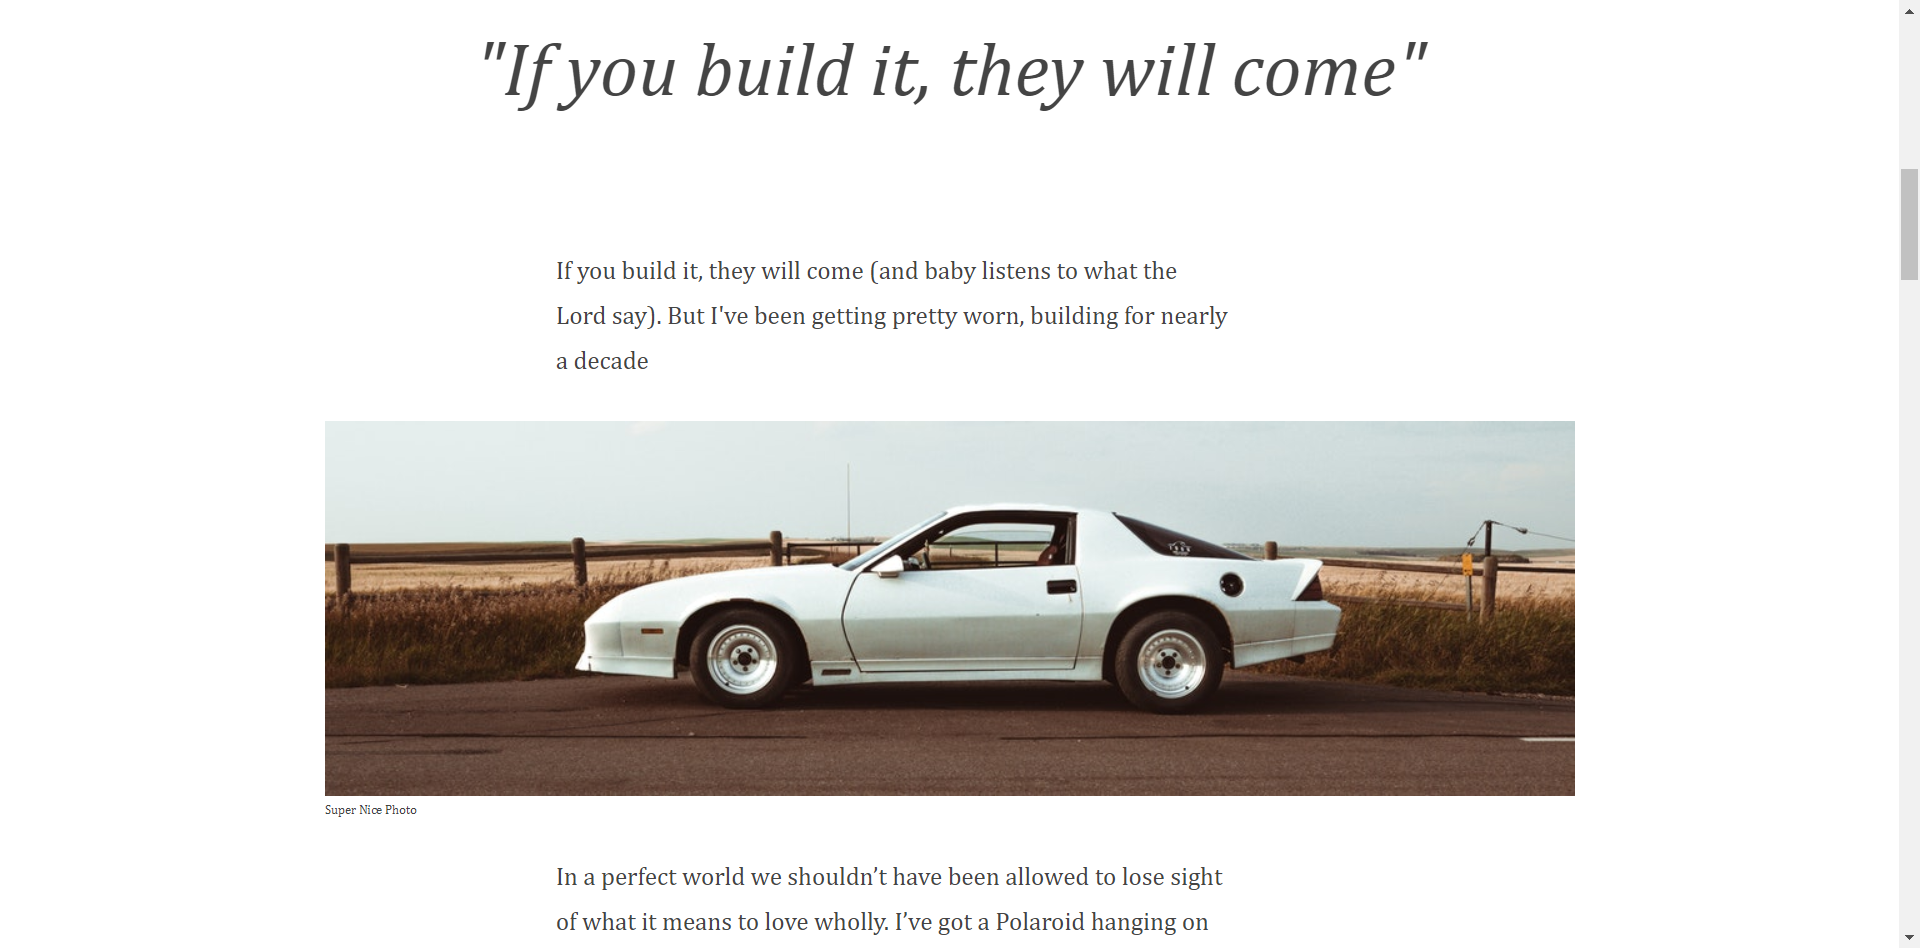 "If you build it, they will come"
If you build it, they will come (and baby listens to what the
Lord say). But I've been getting pretty worn, building for nearly
a decade
Super Nice Photo
In a perfect world we shouldn’t have been allowed to lose sight
of what it means to love wholly. I’ve got a Polaroid hanging on